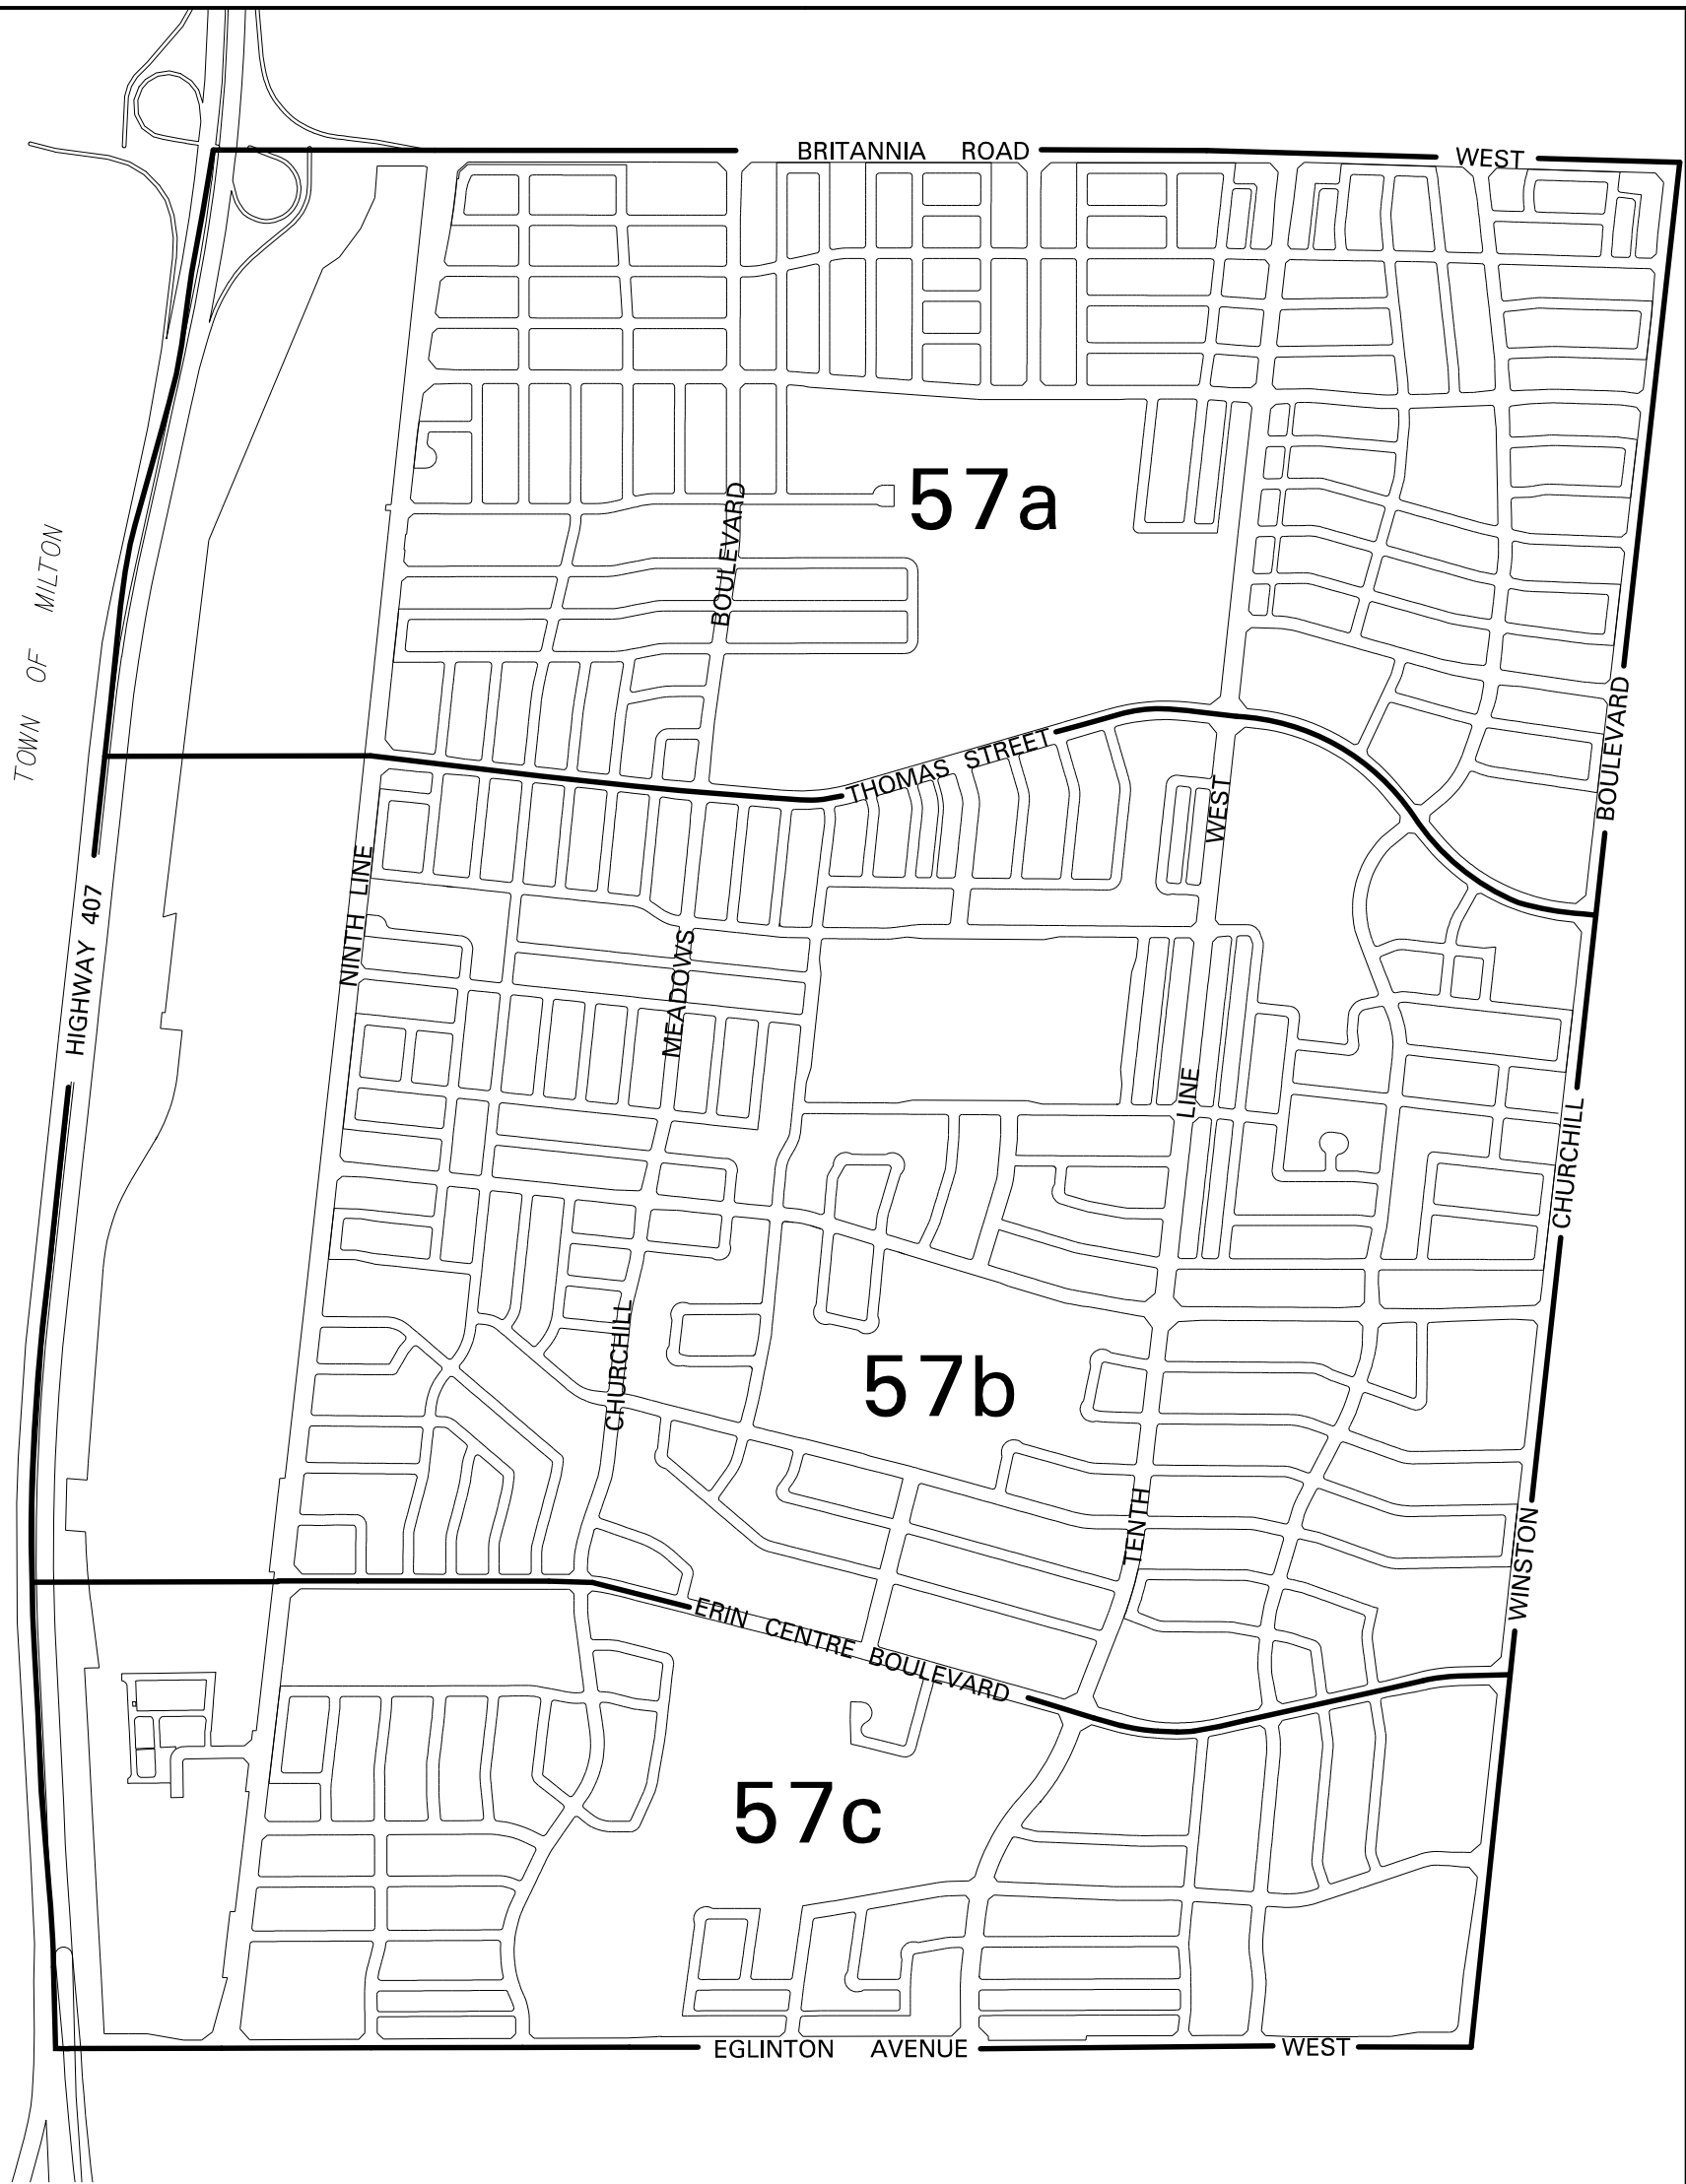 BRITANNIA ROAD WEST
57a
BOULEVARD
TOWN OF MILTON
THOMAS STREET
BOULEVARD
WEST
NINTH LINE
HIGHWAY 407
MEADOWS
LINE
CHURCHILL
CHURCHILL
57b
TENTH
WINSTON
ERIN CENTRE BOULEVARD
57c
EGLINTON AVENUE WEST